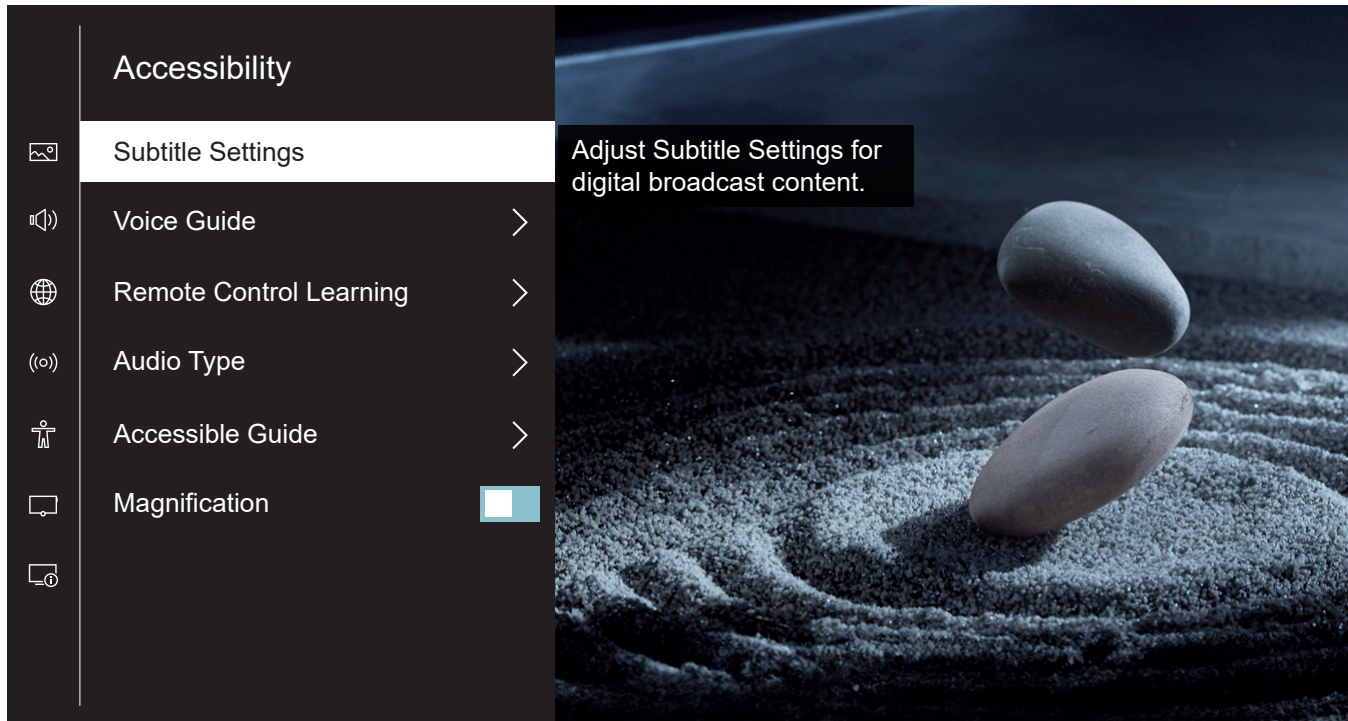 Accessibility
Subtitle Settings
Adjust Subtitle Settings for
digital broadcast content.
Voice Guide
Remote Control Learning
Audio Type
Accessible Guide
Magnification